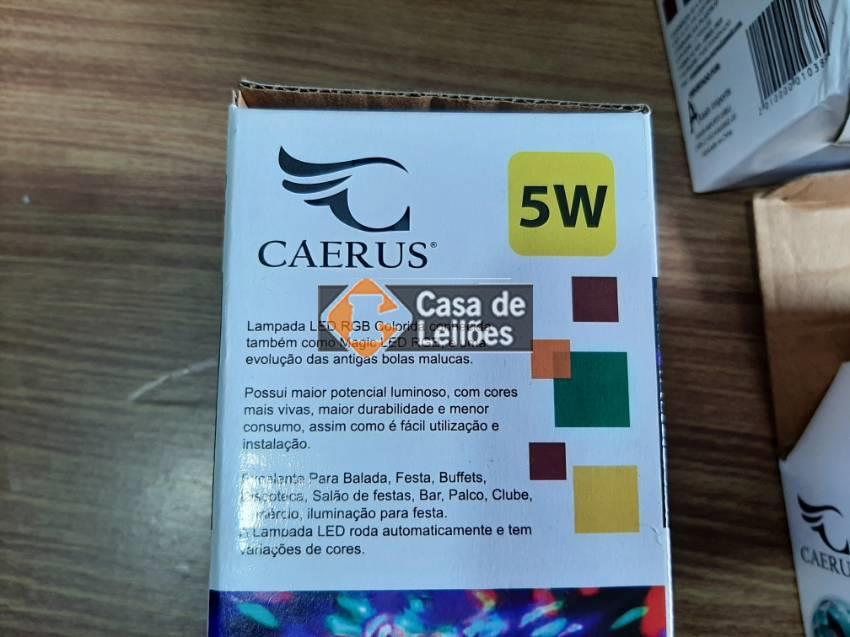 CAERUS®
5W
Casa de
Leilões
Lampada LED RGB Colorida
também como Magic LED RGB
evolução das antigas bolas malucas.
Possui maior potencial luminoso, com cores
mais vivas, maior durabilidade e menor
consumo, assim como é fácil utilização e
instalação.
Para Balada, Festa, Buffets,
Discoteca, Salão de festas, Bar, Palco, Clube,
iluminação para festa.
A Lampada LED roda automaticamente e tem
variações de cores.
CAERUS